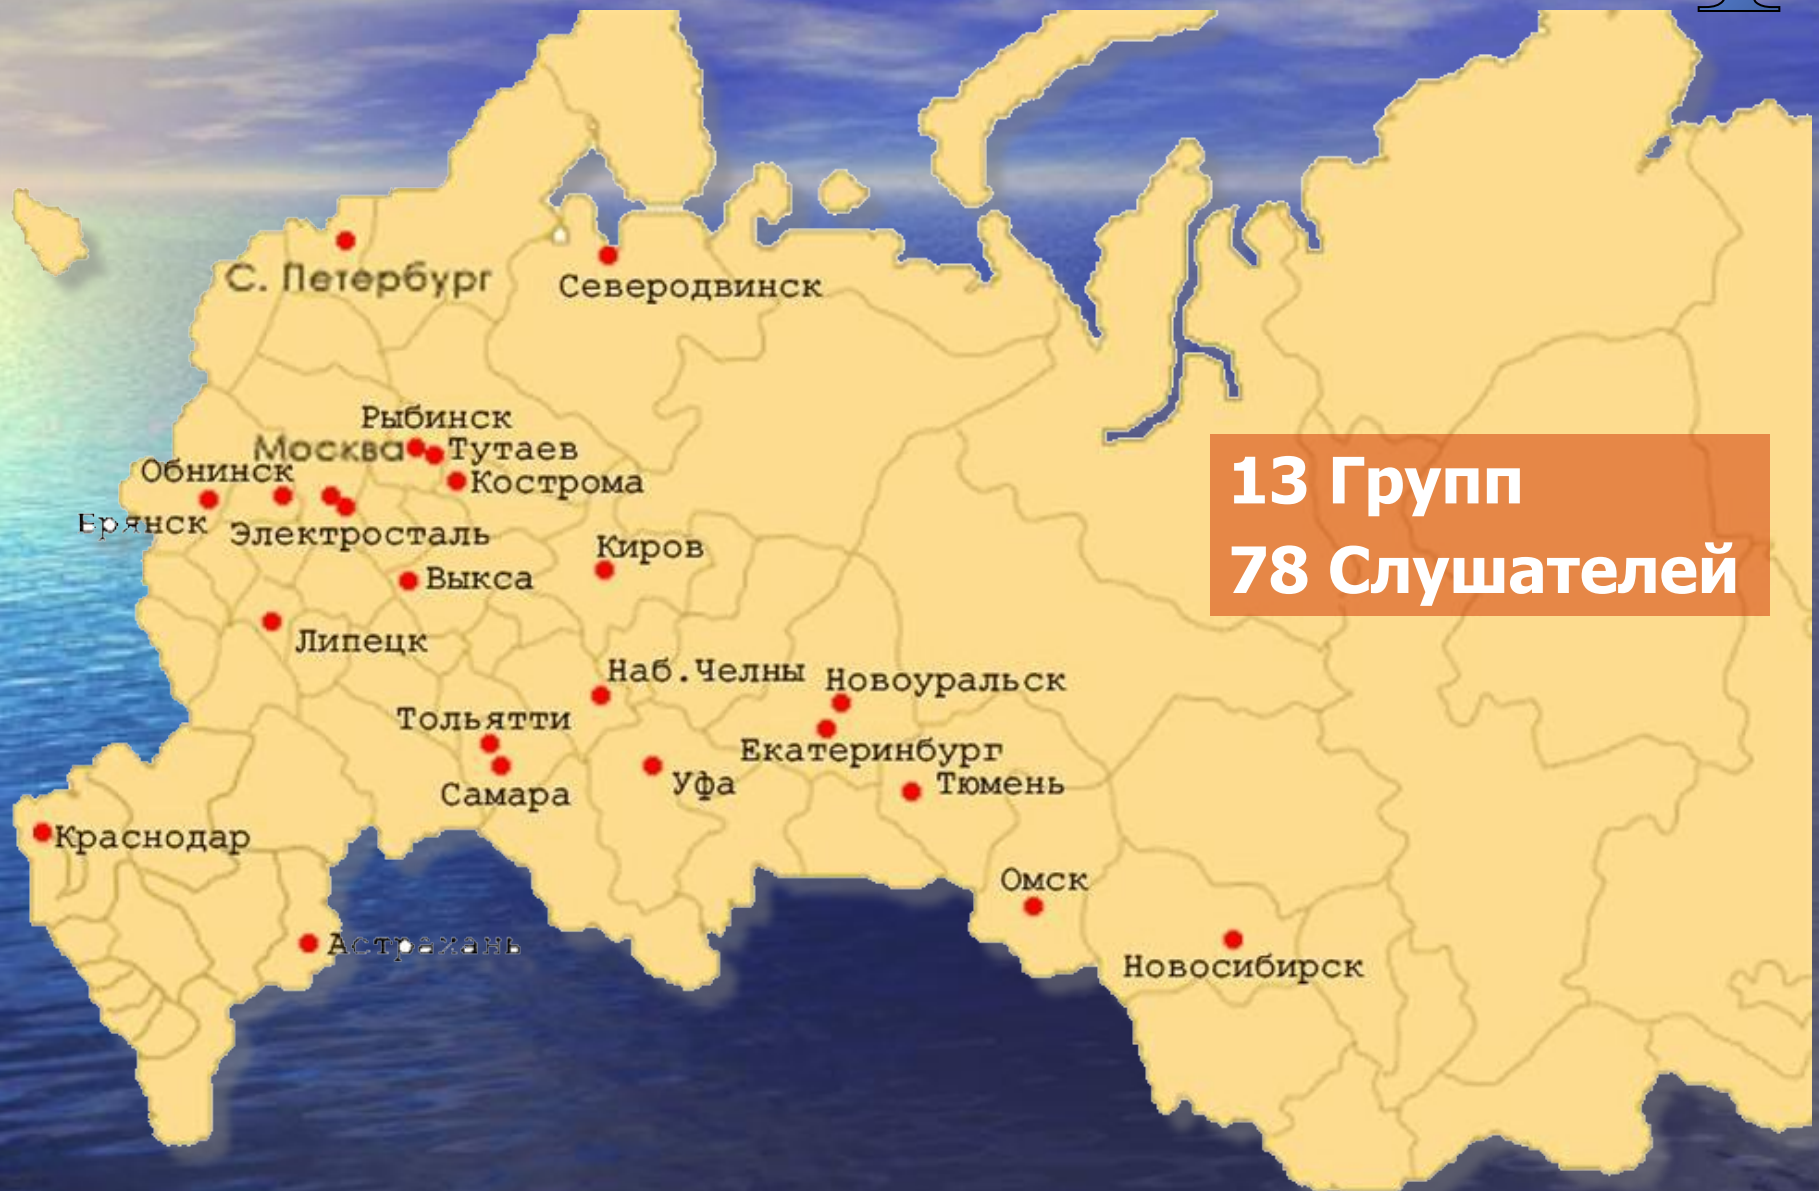 С. Петербург
Северодвинск
Рыбинск
Москва
Тутаев
Обнинск
Кострома
Брянск
Электросталь
Киров
Выкса
Липецк
Наб.Челны
Новоуральск
Тольятти
Екатеринбург
Самара
Уфа
Тюмень
Краснодар
Омск
Астрахань
Новосибирск
13 Групп
78 Слушателей